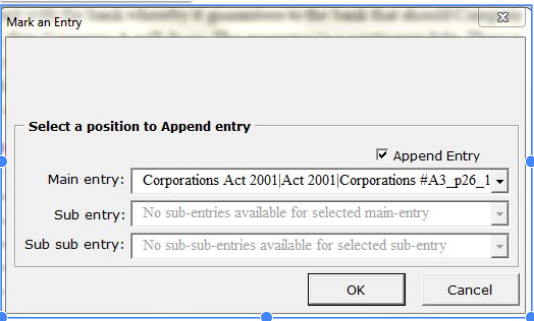 Mark an Entry
Select a position to Append entry
Append Entry
Main entry: Corporations Act 2001|Act 2001|Corporations #A3_p26_1
Sub entry: No sub-entries available for selected main-entry
Sub sub entry: No sub-sub-entries available for selected sub-entry
OK Cancel